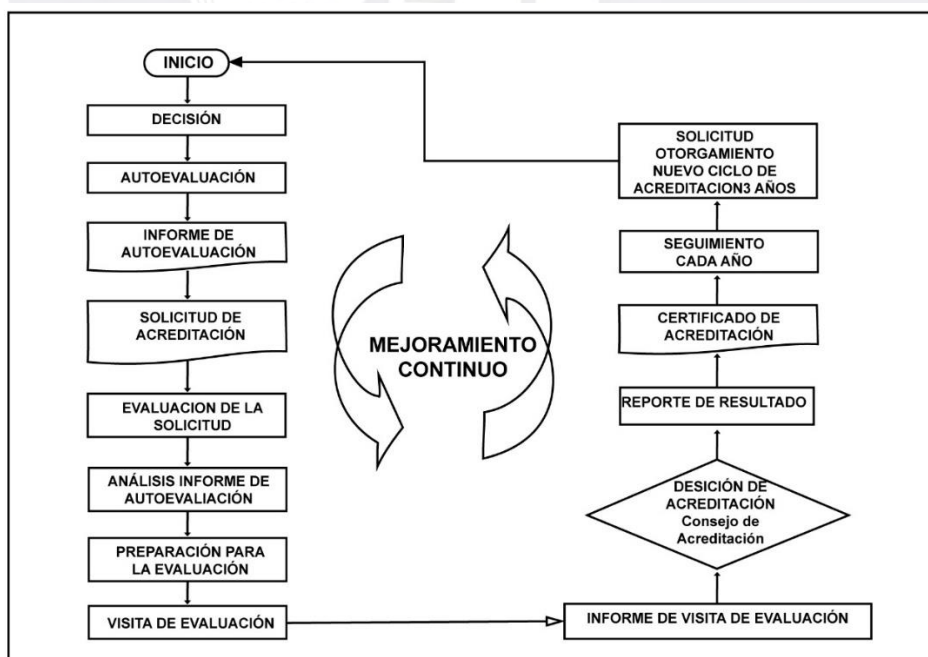 INICIO
DECISIÓN
AUTOEVALUACIÓN
INFORME DE
AUTOEVALUACIÓN
SOLICITUD DE
ACREDITACIÓN
EVALUACION DE LA
SOLICITUD
ANÁLISIS INFORME DE
AUTOEVALIACIÓN
PREPARACIÓN PARA
LA EVALUACIÓN
VISITA DE EVALUACIÓN
MEJORAMIENTO
CONTINUO
SOLICITUD
OTORGAMIENTO
NUEVO CICLO DE
ACREDITACION3 AÑOS
SEGUIMIENTO
CADA AÑO
CERTIFICADO DE
ACREDITACIÓN
REPORTE DE RESULTADO
DESICIÓN DE
ACREDITACIÓN
Consejo de
Acreditación
INFORME DE VISITA DE EVALUACIÓN